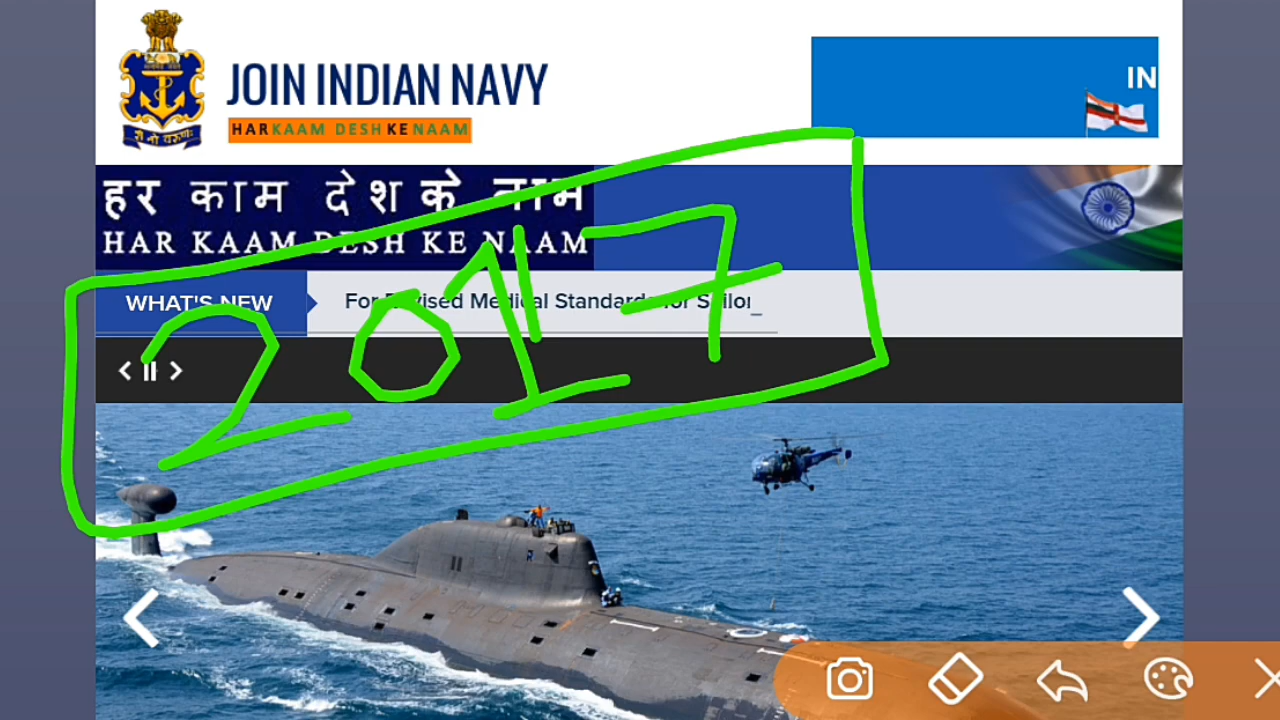 JOIN INDIAN NAVY
HAR KAAM DESH KE NAAM
IN
हर काम देश के नाम
HAR KAAM DESH KE NAAM
WHAT'S NEW
For Revised Medical Standards for Sailor_
2017